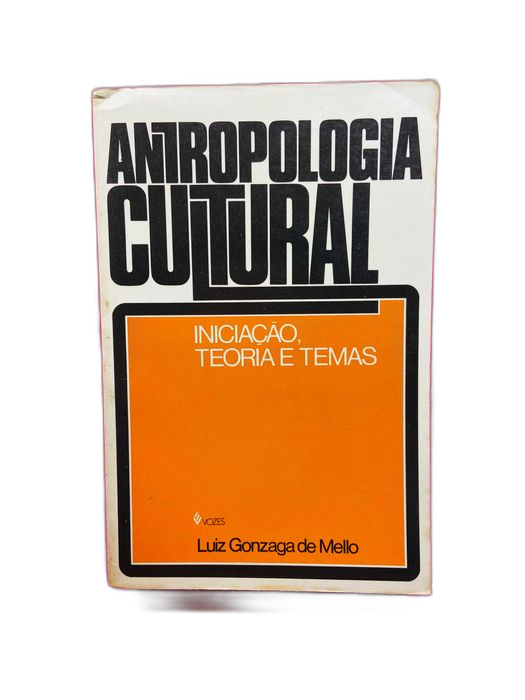 ANTROPOLOGIA
CULTURAL
INICIAÇÃO,
TEORIA E TEMAS
VOZES
Luiz Gonzaga de Mello